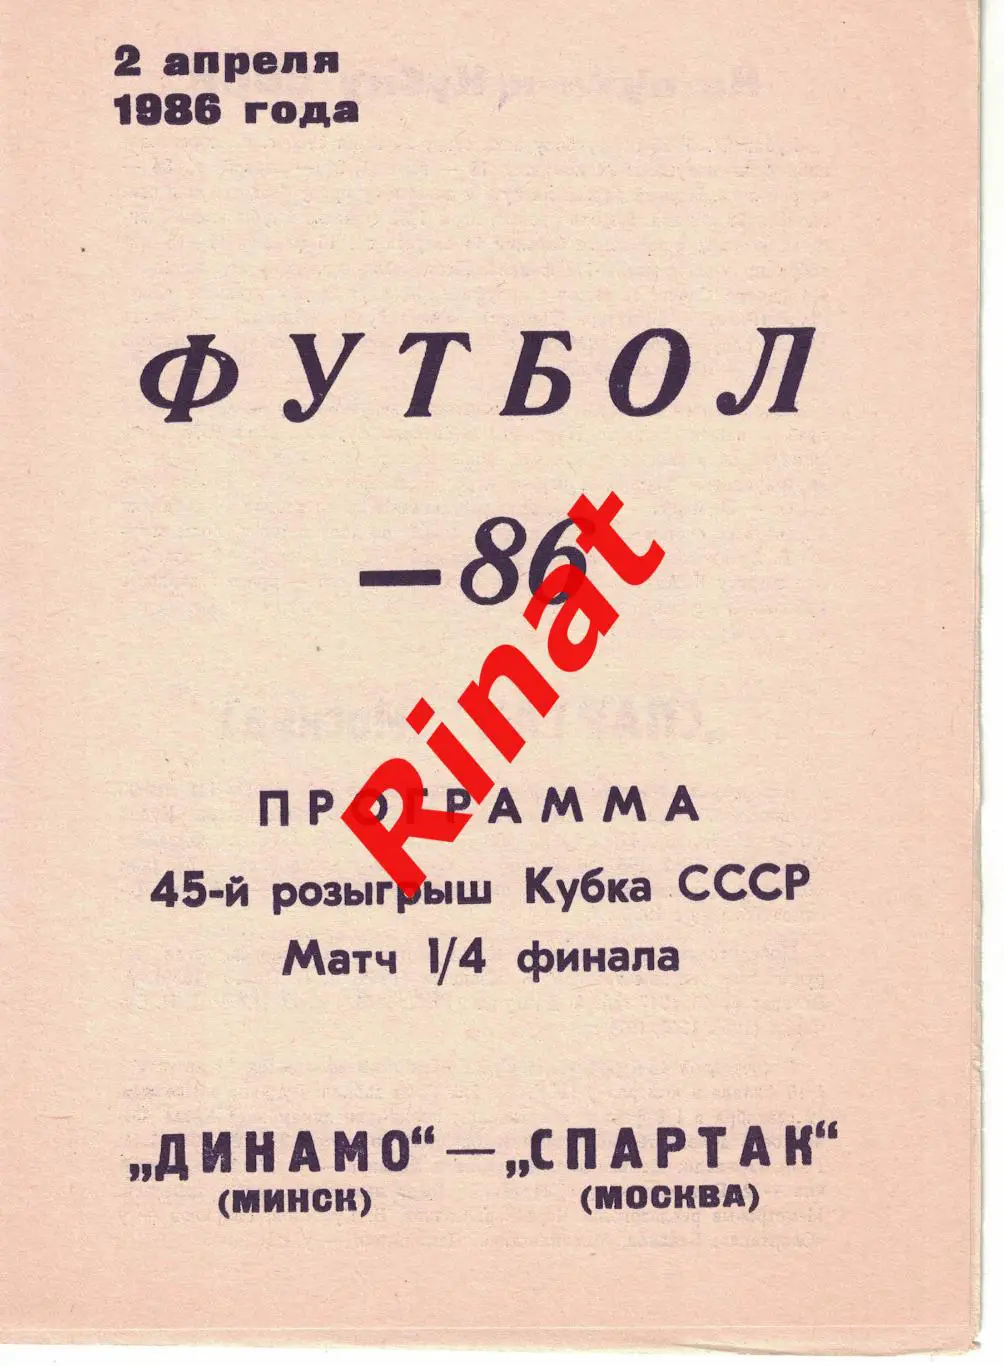 2 апреля
1986 года
ФУТБОЛ
—86
Rinat
ПРОГРАММА
45-й розыгрыш Кубка СССР
Матч 1/4 финала
„ДИНАМО“—„СПАРТАК“
(МИНСК) (МОСКВА)